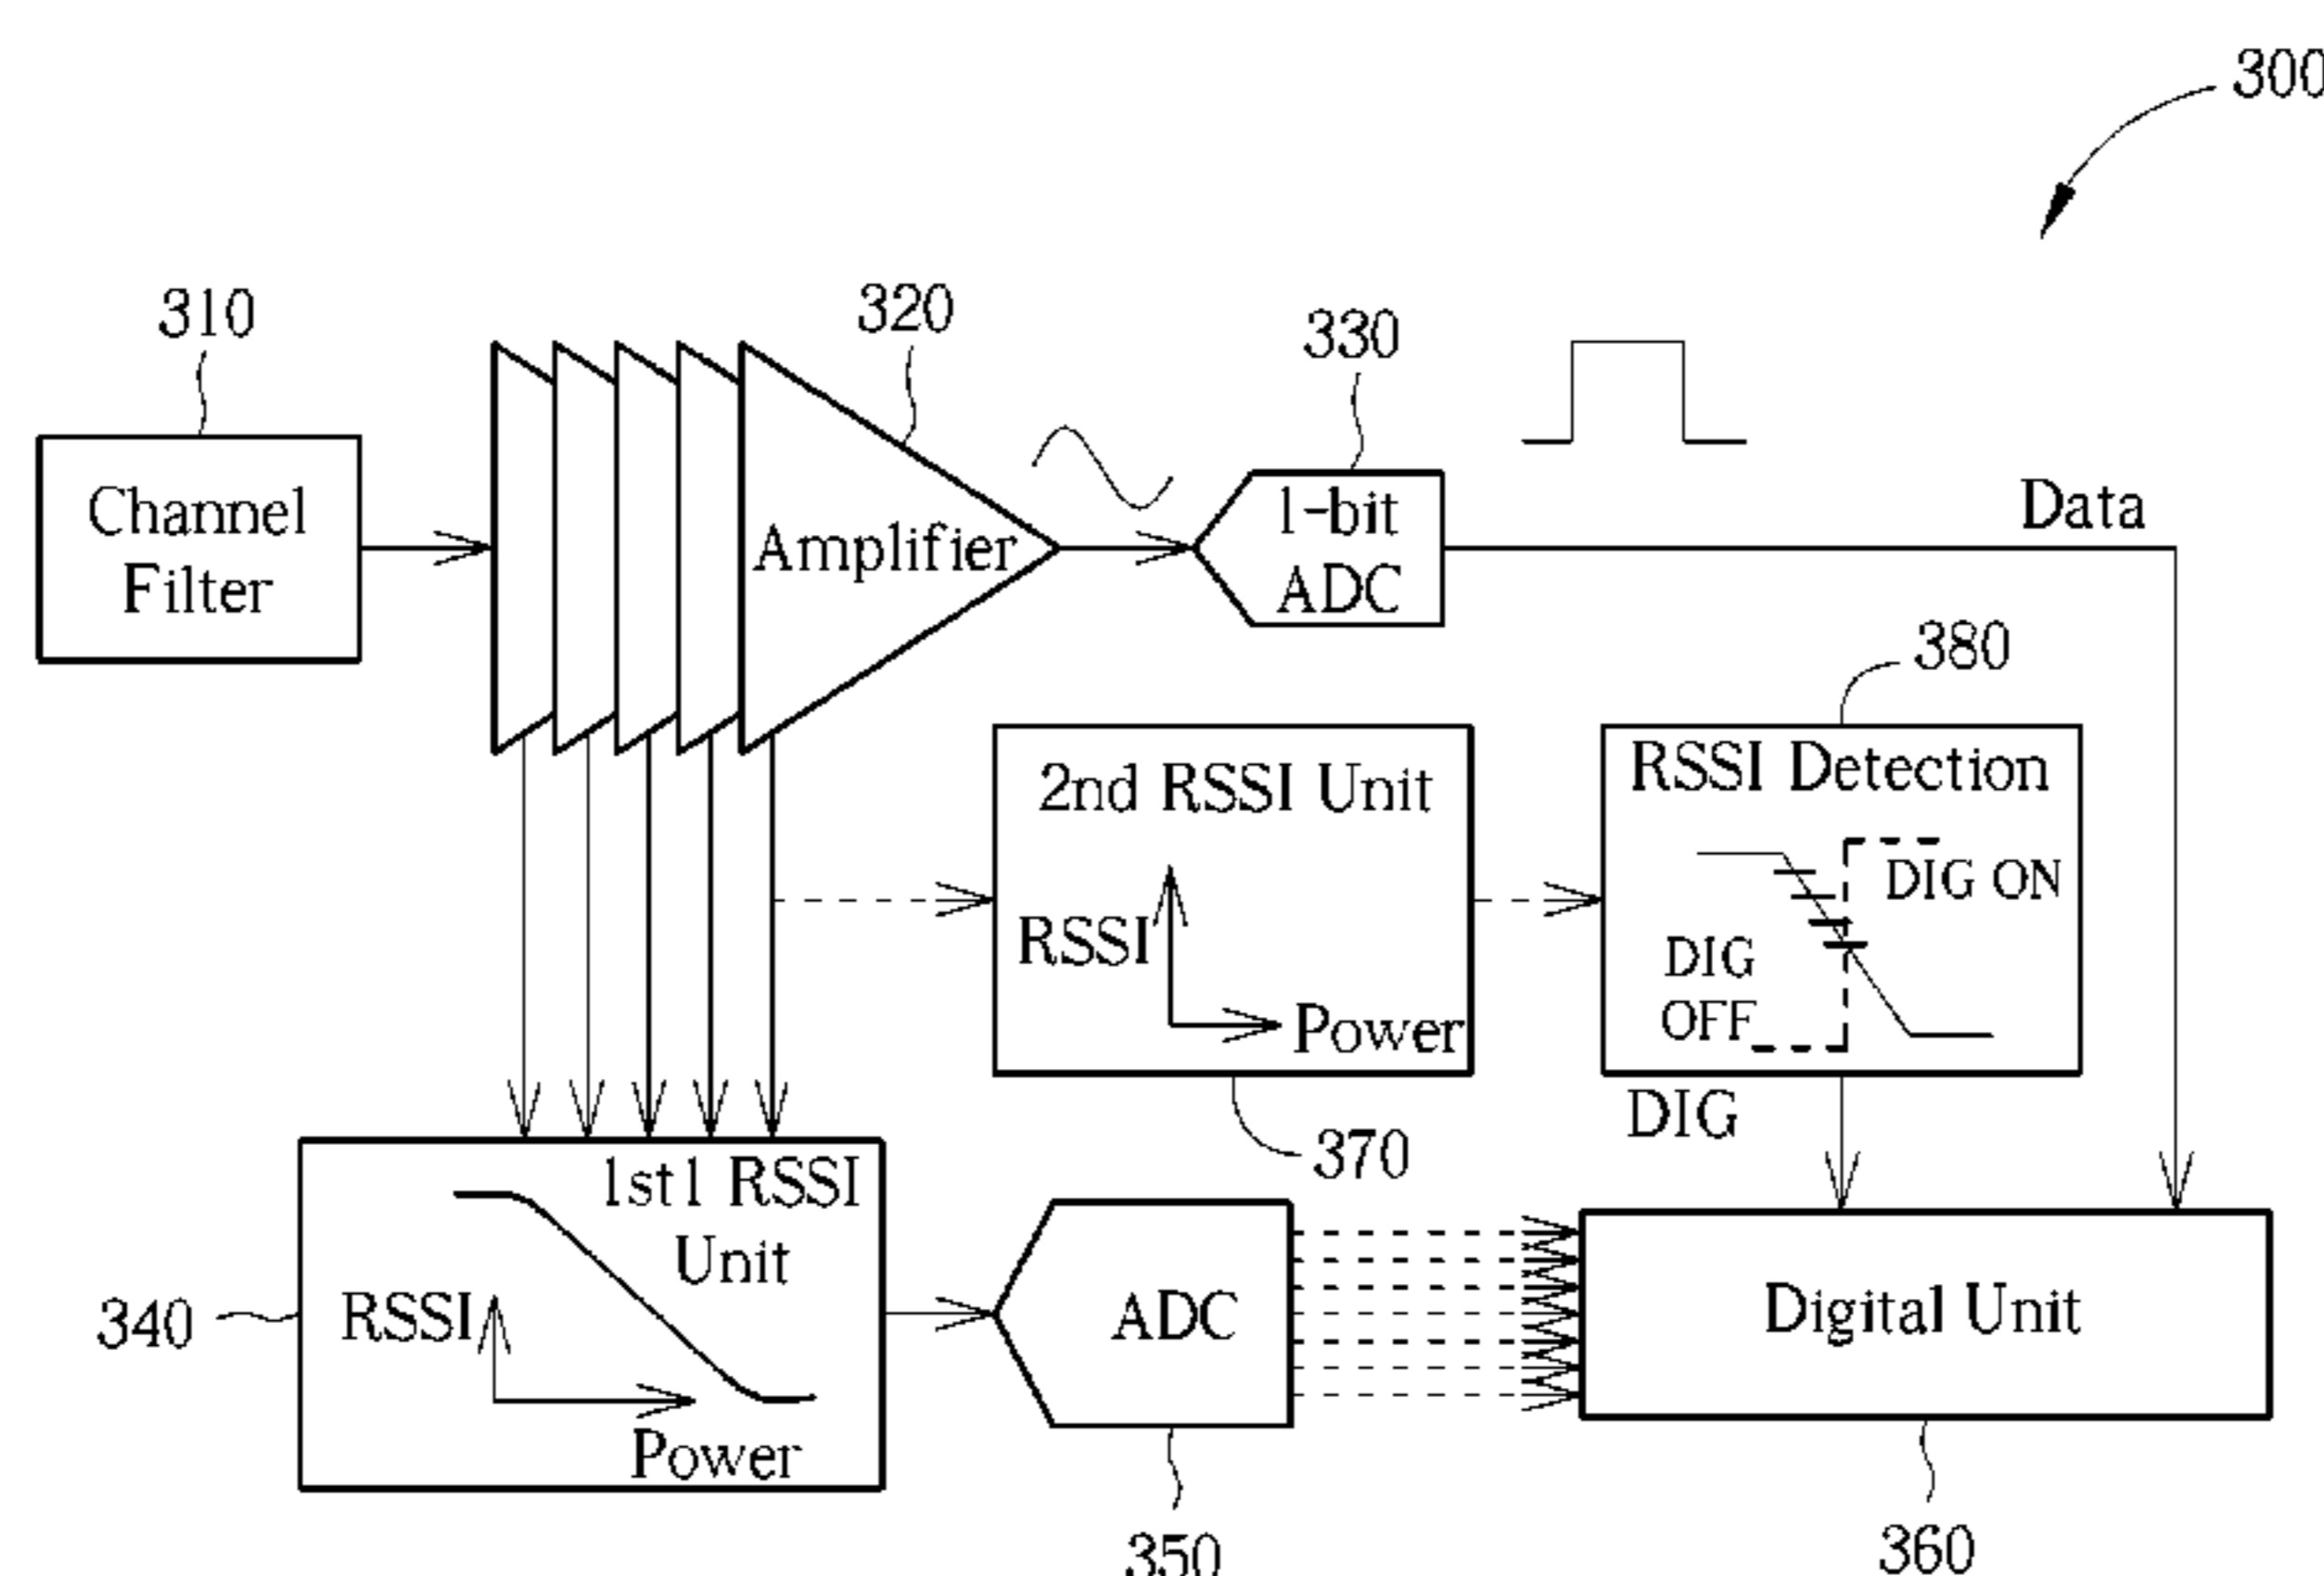 300
310
320
330
Channel
Filter
Amplifier
1-bit
ADC
Data
380
2nd RSSI Unit
RSSI
Power
370
RSSI Detection
DIG ON
DIG
OFF
DIG
1st1 RSSI
Unit
RSSI
Power
340
ADC
350
Digital Unit
360